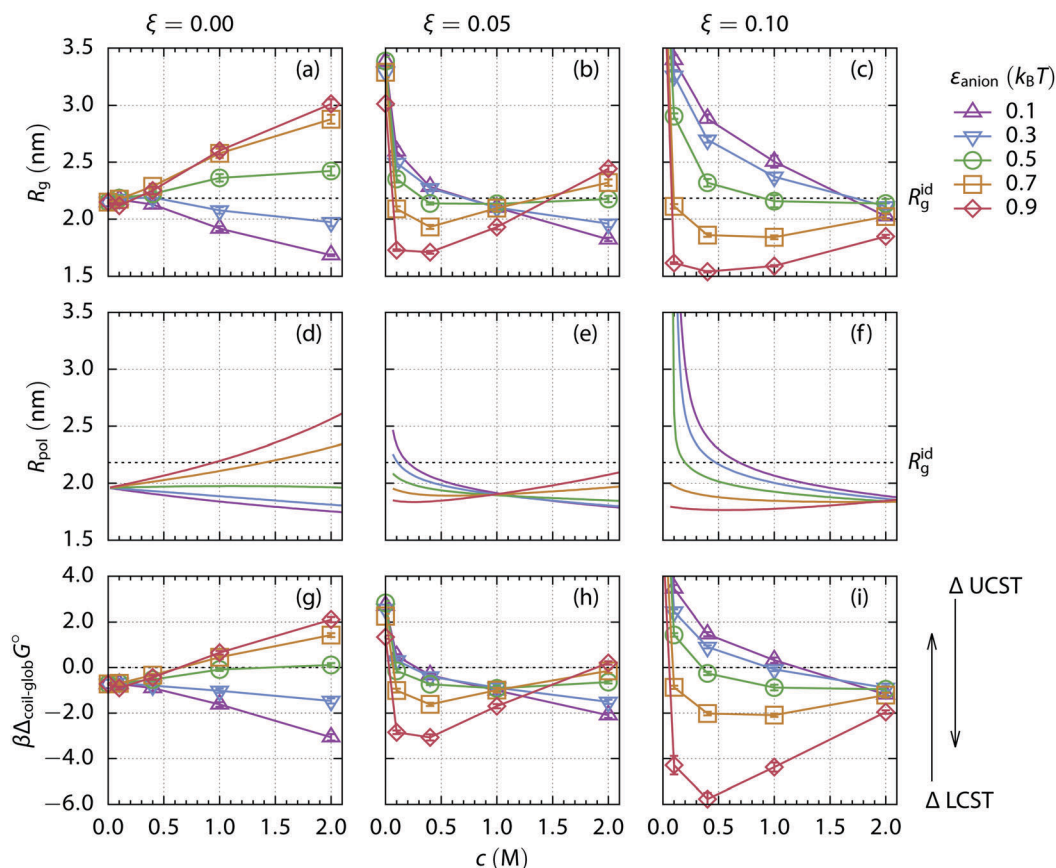 ξ = 0.00
ξ = 0.05
ξ = 0.10
3.5
3.0
2.5
2.0
1.5
R_g (nm)
(a)
(b)
(c)
R_g^id
ε_anion (k_BT)
0.1
0.3
0.5
0.7
0.9
3.5
3.0
2.5
2.0
1.5
R_pol (nm)
(d)
(e)
(f)
R_g^id
4.0
2.0
0.0
−2.0
−4.0
−6.0
βΔ_coil-glob G°
(g)
(h)
(i)
Δ UCST
Δ LCST
0.0 0.5 1.0 1.5 2.0
0.0 0.5 1.0 1.5 2.0
0.0 0.5 1.0 1.5 2.0
c (M)